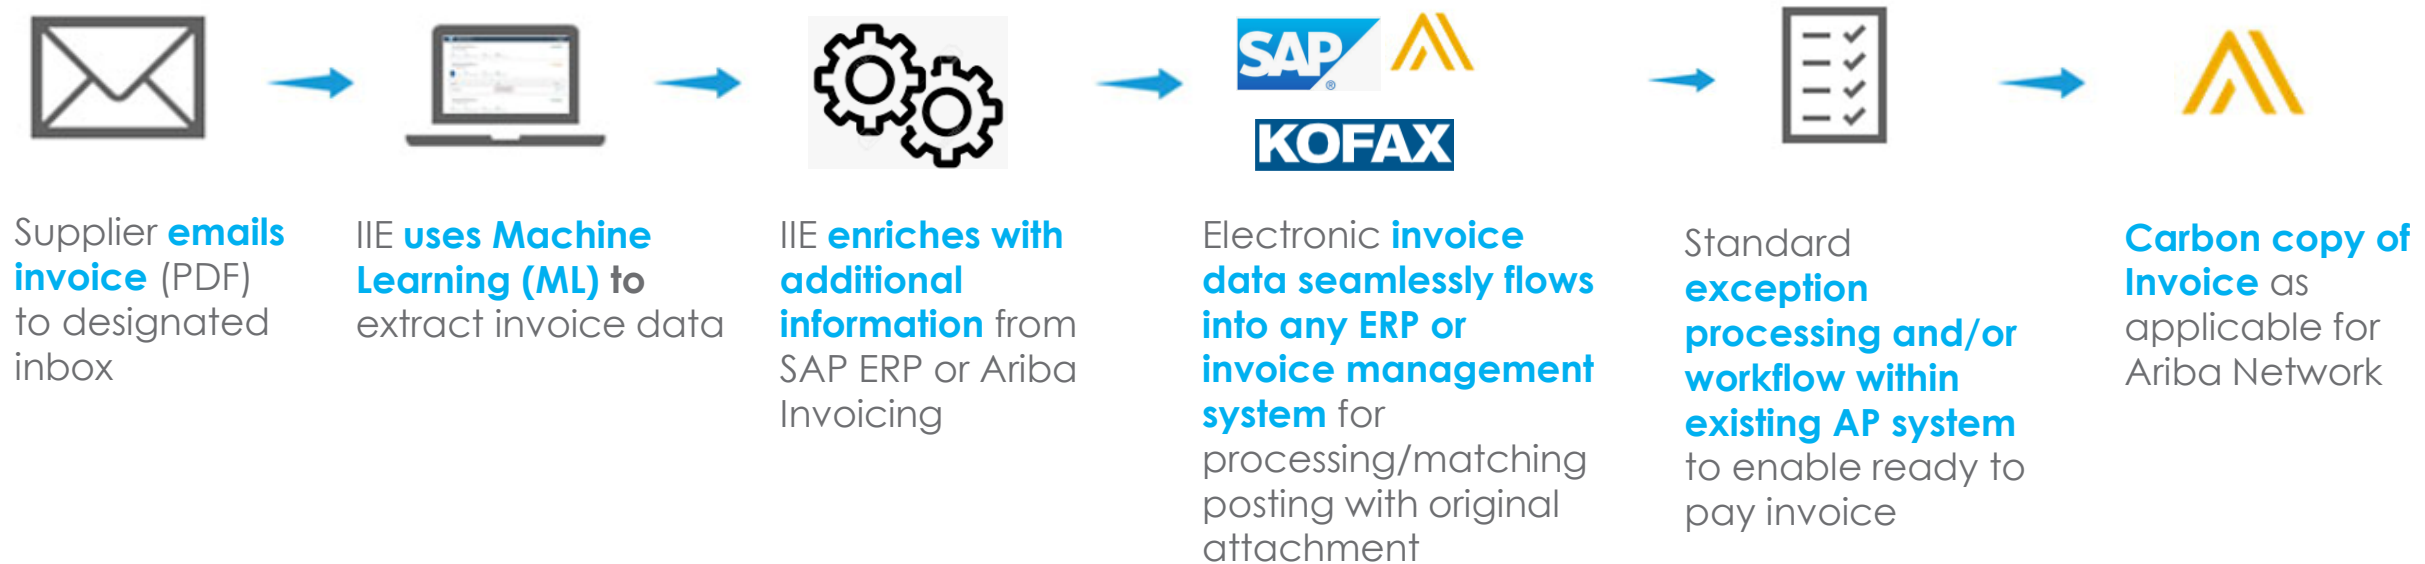 SAP
®
KOFAX
Supplier emails
invoice (PDF)
to designated
inbox
IIE uses Machine
Learning (ML) to
extract invoice data
IIE enriches with
additional
information from
SAP ERP or Ariba
Invoicing
Electronic invoice
data seamlessly flows
into any ERP or
invoice management
system for
processing/matching
posting with original
attachment
Standard
exception
processing and/or
workflow within
existing AP system
to enable ready to
pay invoice
Carbon copy of
Invoice as
applicable for
Ariba Network